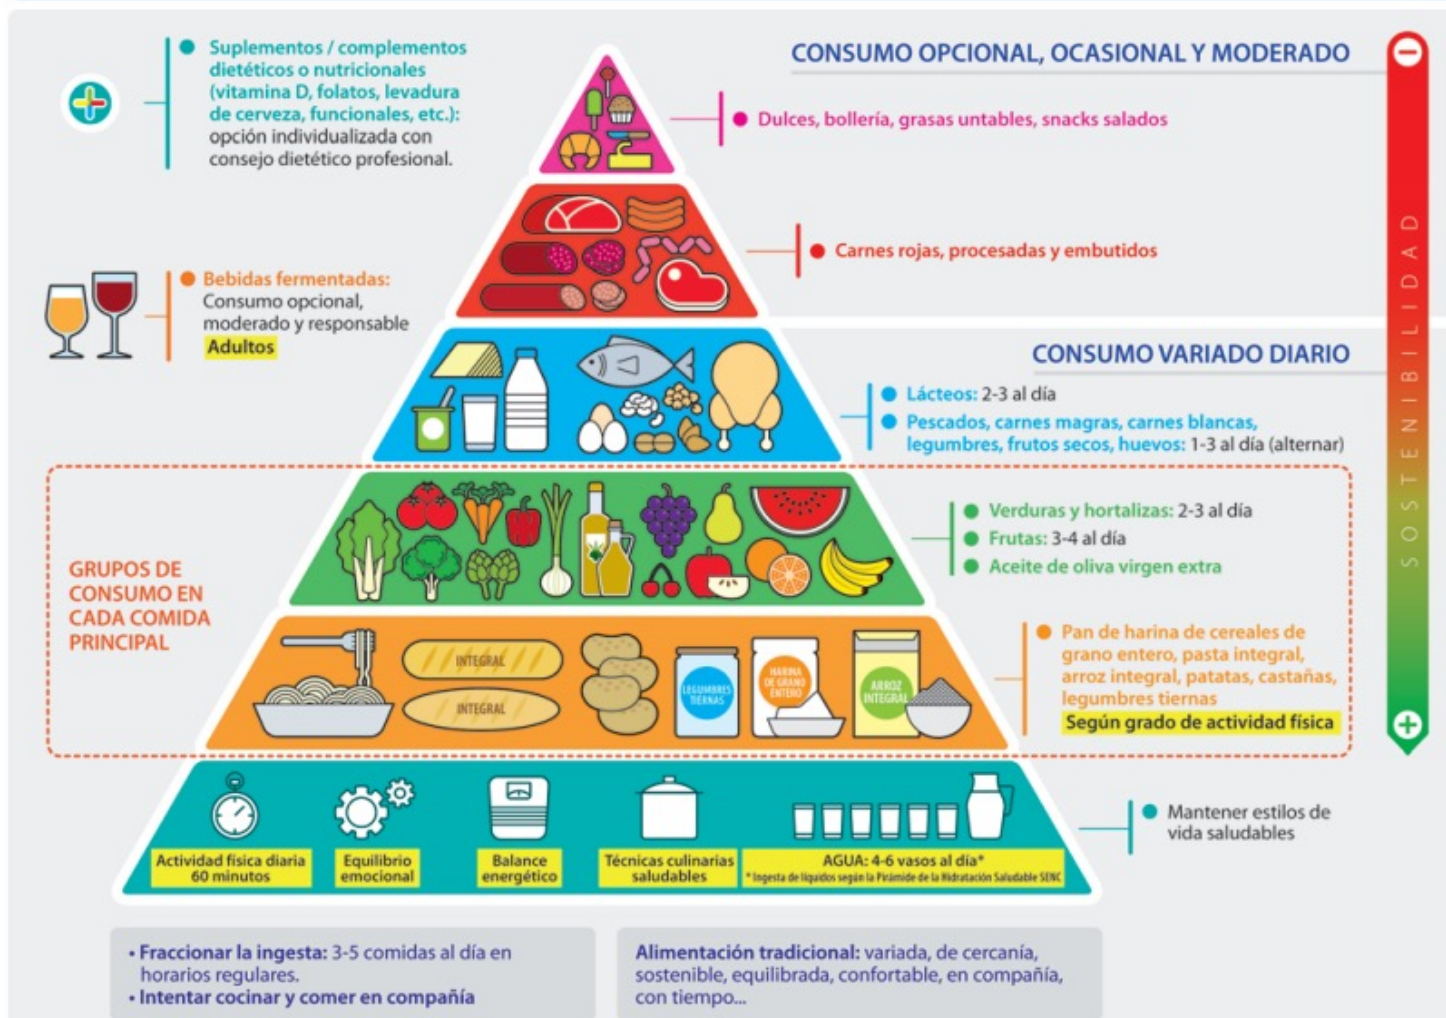 Suplementos / complementos
dietéticos o nutricionales
(vitamina D, folatos, levadura
de cerveza, funcionales, etc.):
opción individualizada con
consejo dietético profesional.
CONSUMO OPCIONAL, OCASIONAL Y MODERADO
Dulces, bollería, grasas untables, snacks salados
Carnes rojas, procesadas y embutidos
Bebidas fermentadas:
Consumo opcional,
moderado y responsable
Adultos
CONSUMO VARIADO DIARIO
Lácteos: 2-3 al día
Pescados, carnes magras, carnes blancas,
legumbres, frutos secos, huevos: 1-3 al día (alternar)
SOSTENIBILIDAD
GRUPOS DE
CONSUMO EN
CADA COMIDA
PRINCIPAL
Verduras y hortalizas: 2-3 al día
Frutas: 3-4 al día
Aceite de oliva virgen extra
INTEGRAL
INTEGRAL
LEGUMBRES
TIERNAS
HARINA
DE GRANO
ENTERO
ARROZ
INTEGRAL
Pan de harina de cereales de
grano entero, pasta integral,
arroz integral, patatas, castañas,
legumbres tiernas
Según grado de actividad física
Actividad física diaria
60 minutos
Equilibrio
emocional
Balance
energético
Técnicas culinarias
saludables
AGUA: 4-6 vasos al día*
* Ingesta de líquidos según la Pirámide de la Hidratación Saludable SENC
Mantener estilos de
vida saludables
• Fraccionar la ingesta: 3-5 comidas al día en
horarios regulares.
• Intentar cocinar y comer en compañía
Alimentación tradicional: variada, de cercanía,
sostenible, equilibrada, confortable, en compañía,
con tiempo...